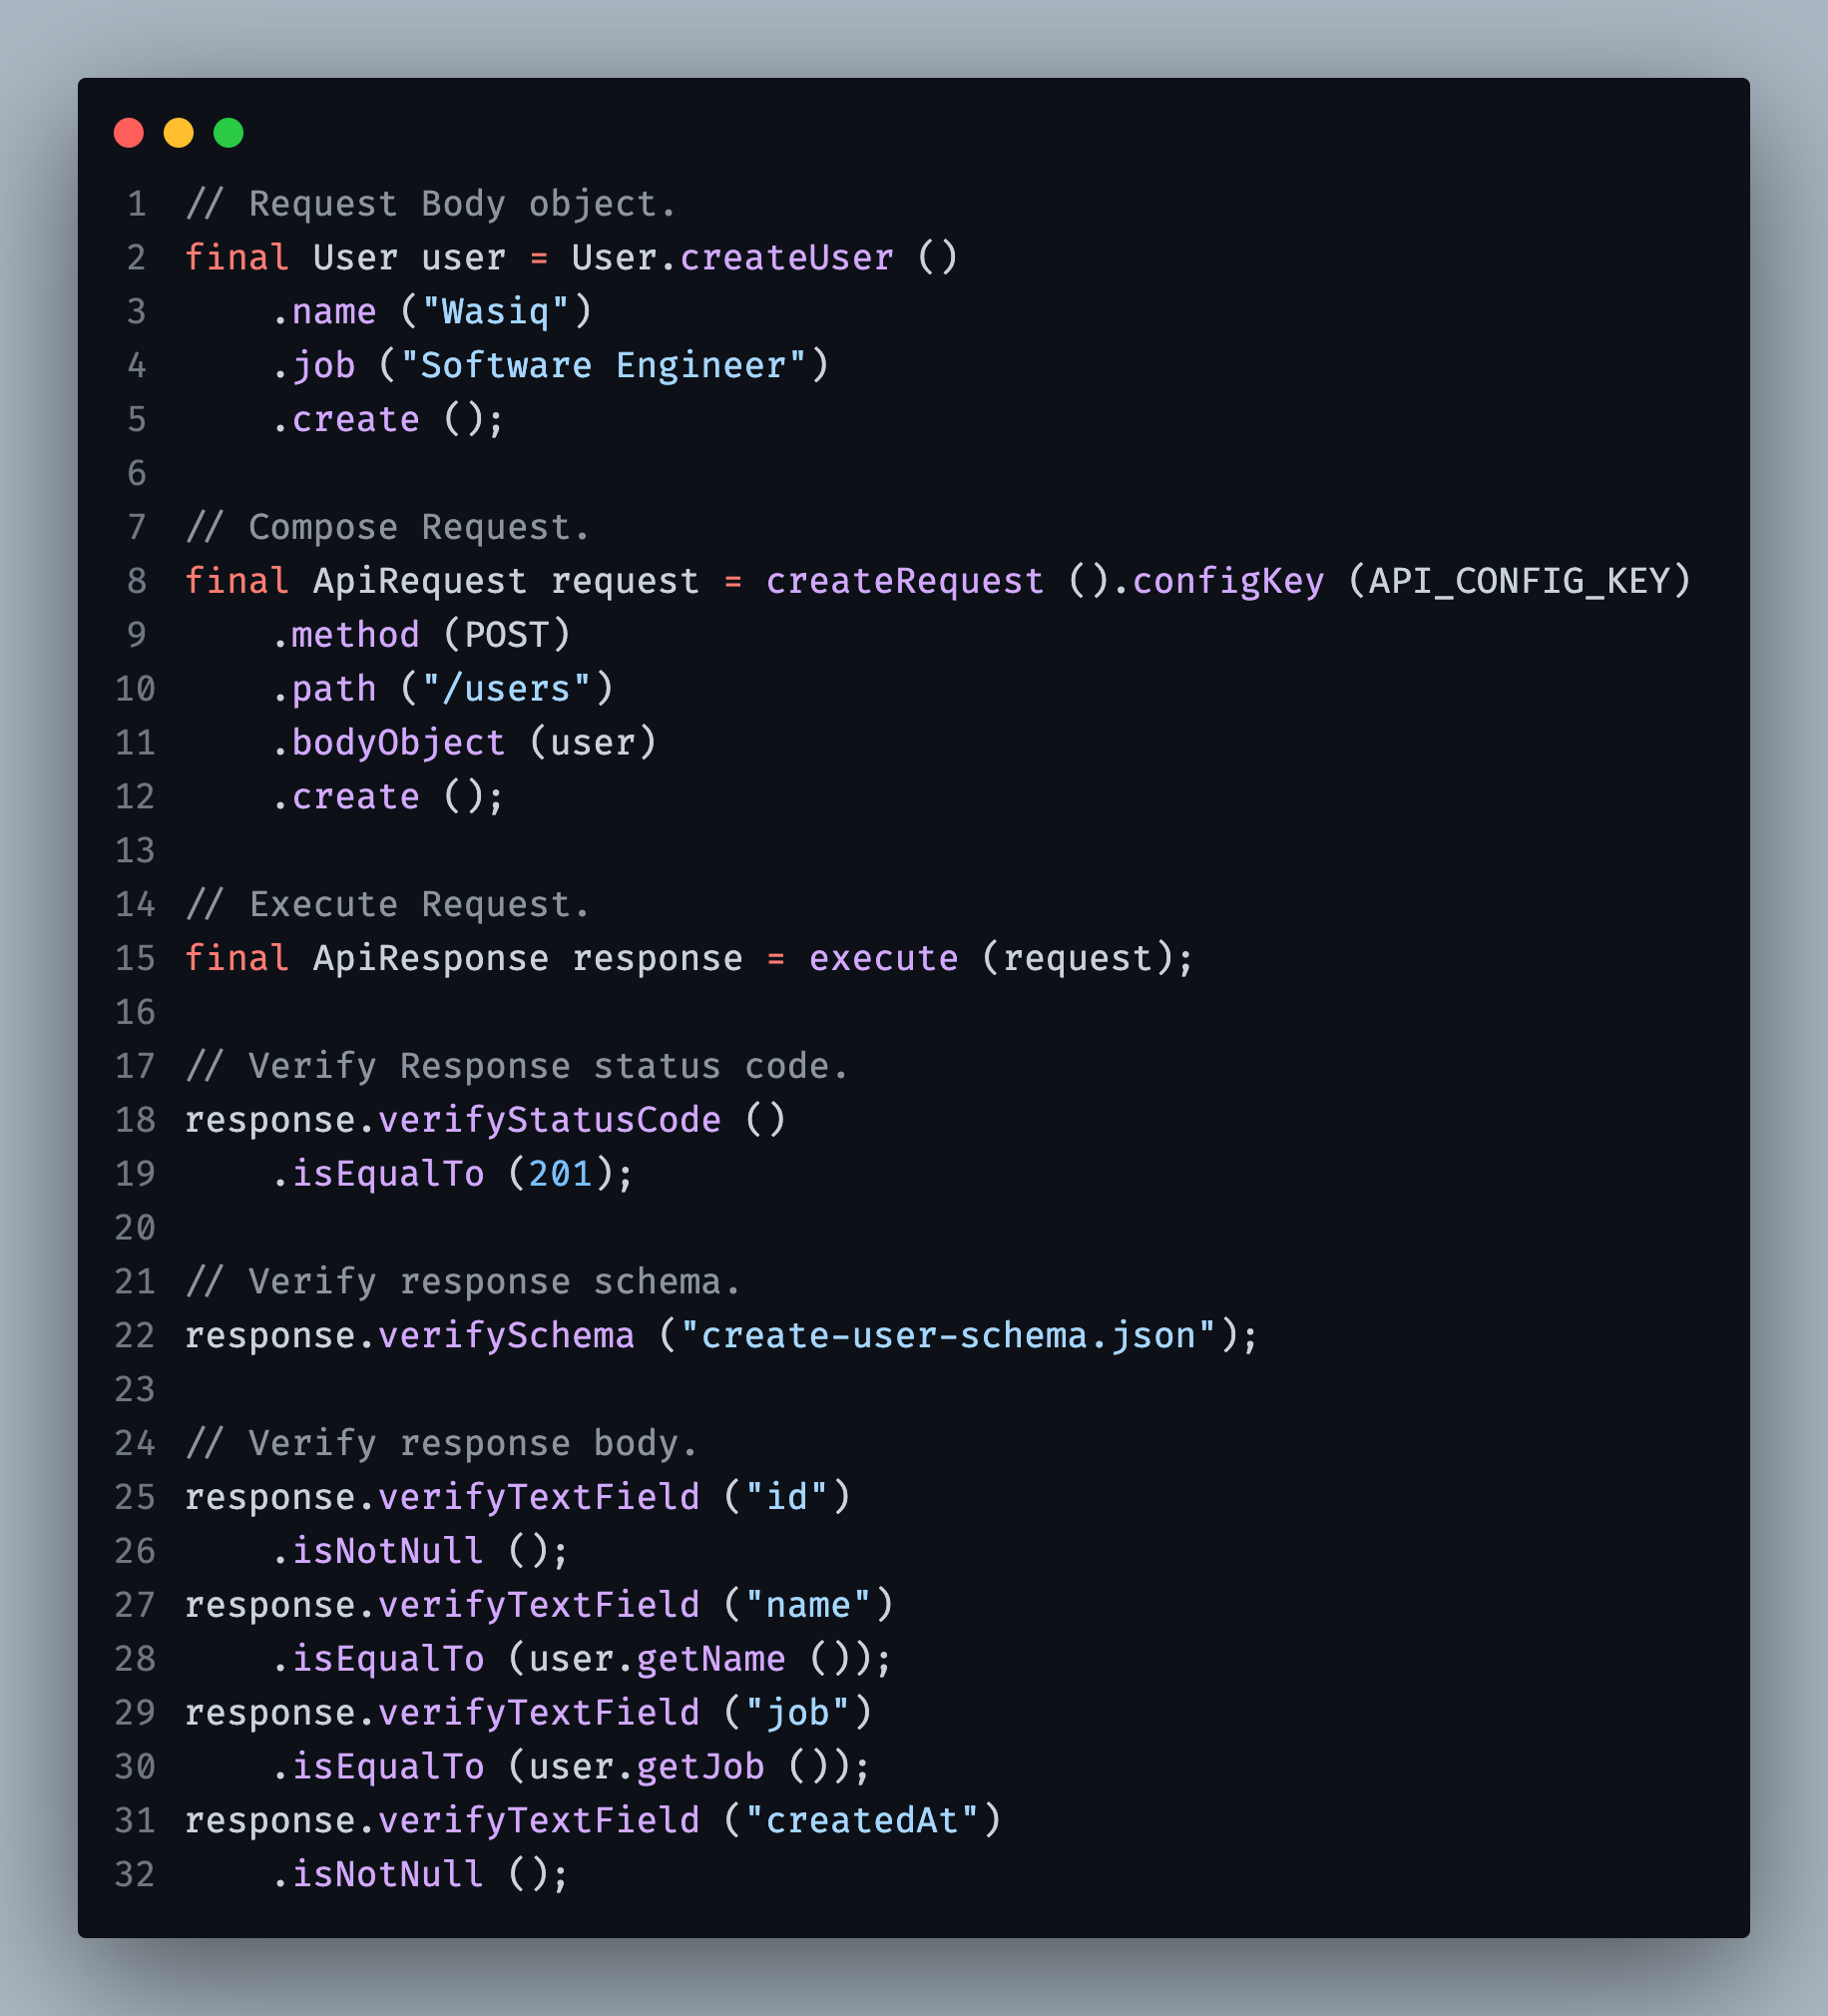 1 // Request Body object.
2 final User user = User.createUser ()
3     .name ("Wasiq")
4     .job ("Software Engineer")
5     .create ();
6
7 // Compose Request.
8 final ApiRequest request = createRequest ().configKey (API_CONFIG_KEY)
9     .method (POST)
10     .path ("/users")
11     .bodyObject (user)
12     .create ();
13
14 // Execute Request.
15 final ApiResponse response = execute (request);
16
17 // Verify Response status code.
18 response.verifyStatusCode ()
19     .isEqualTo (201);
20
21 // Verify response schema.
22 response.verifySchema ("create-user-schema.json");
23
24 // Verify response body.
25 response.verifyTextField ("id")
26     .isNotNull ();
27 response.verifyTextField ("name")
28     .isEqualTo (user.getName ());
29 response.verifyTextField ("job")
30     .isEqualTo (user.getJob ());
31 response.verifyTextField ("createdAt")
32     .isNotNull ();